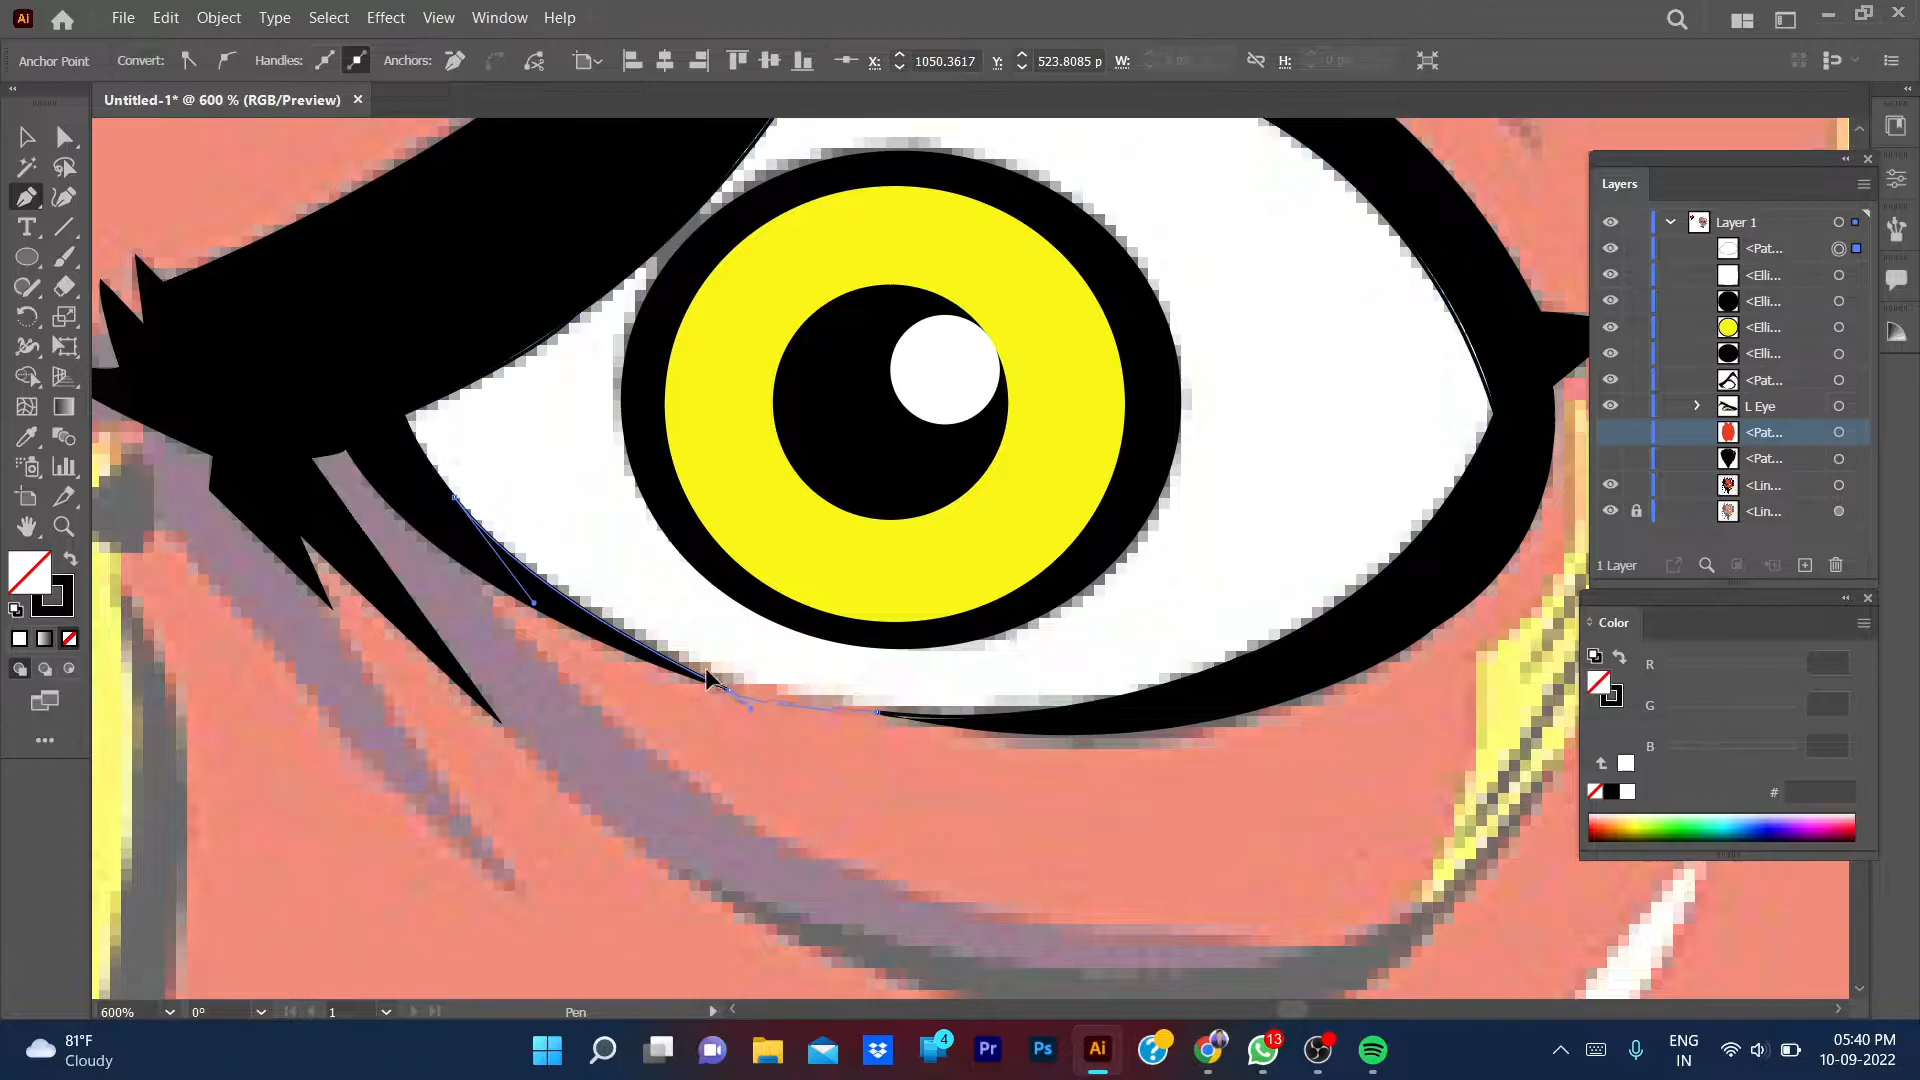 Ai File Edit Object Type Select Effect View Window Help
Anchor Point Convert: Handles: Anchors: X: 1050.3617 Y: 523.8085 p W: H:
Untitled-1* @ 600 % (RGB/Preview)
Layers
Layer 1
<Pat...
<Elli...
<Elli...
<Elli...
<Elli...
<Pat...
L Eye
<Pat...
<Pat...
<Lin...
<Lin...
1 Layer
Color
R
G
B
#
600% 0° 1 Pen
81°F
Cloudy
4
Pr
Ps
Ai
13
ENG
IN
05:40 PM
10-09-2022